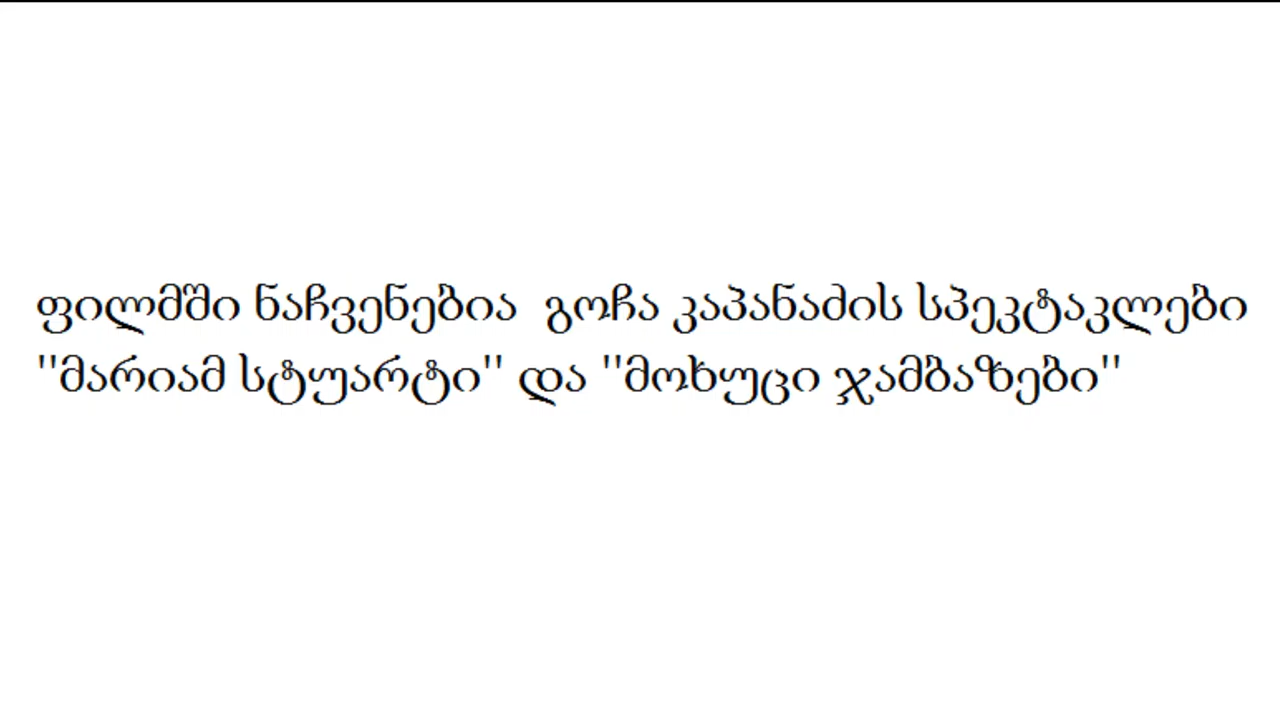 ფილმში ნაჩვენებია  გოჩა კაპანაძის სპექტაკლები
''მარიამ სტუარტი'' და ''მოხუცი ჯამბაზები''